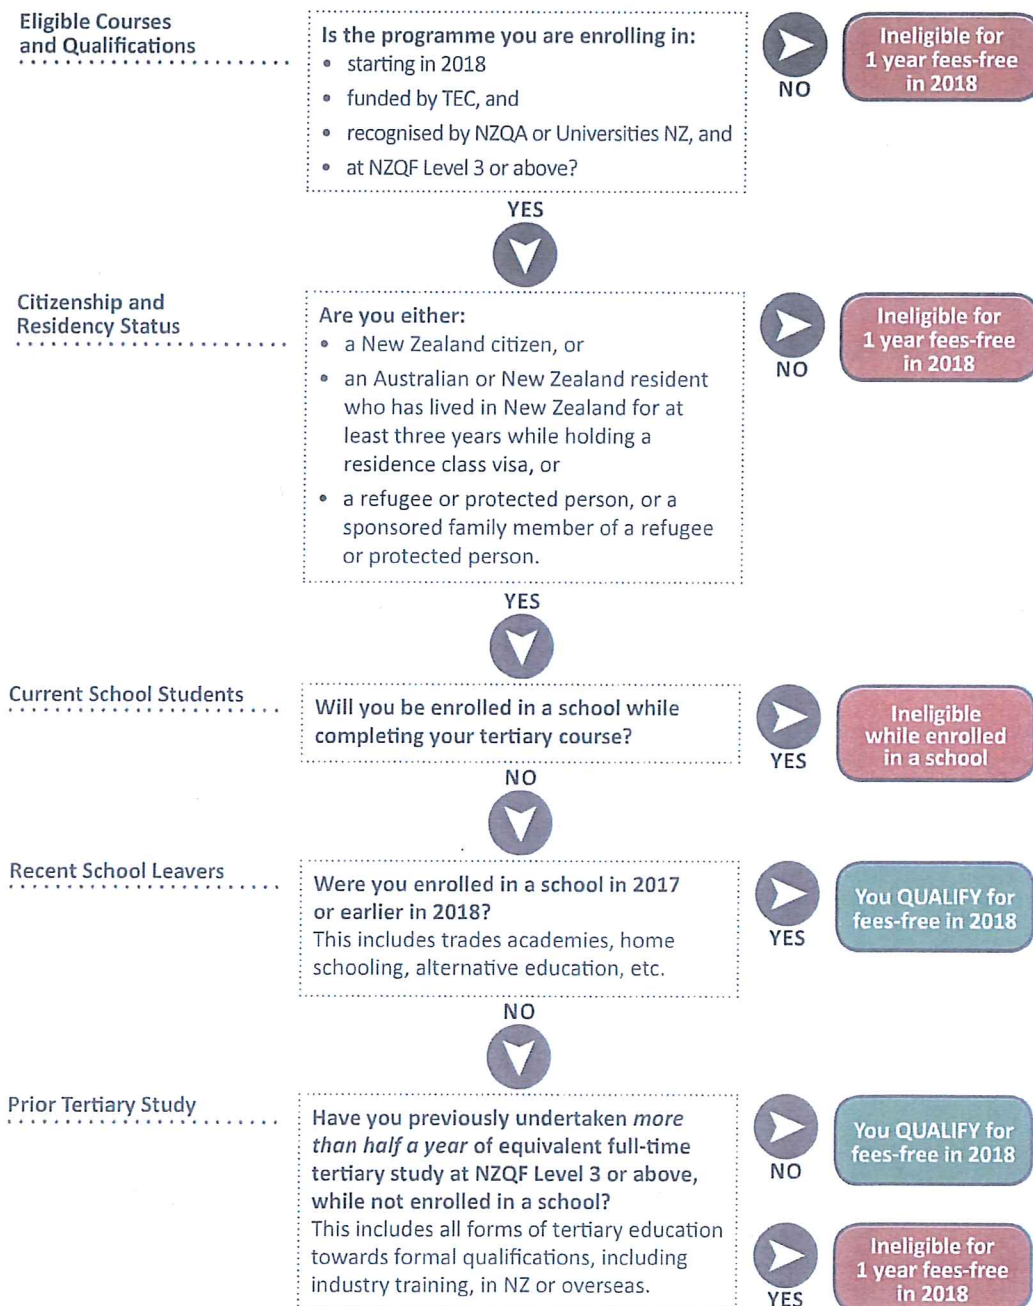 Eligible Courses
and Qualifications
Is the programme you are enrolling in:
• starting in 2018
• funded by TEC, and
• recognised by NZQA or Universities NZ, and
• at NZQF Level 3 or above?
NO
Ineligible for
1 year fees-free
in 2018
YES
Citizenship and
Residency Status
Are you either:
• a New Zealand citizen, or
• an Australian or New Zealand resident
who has lived in New Zealand for at
least three years while holding a
residence class visa, or
• a refugee or protected person, or a
sponsored family member of a refugee
or protected person.
NO
Ineligible for
1 year fees-free
in 2018
YES
Current School Students
Will you be enrolled in a school while
completing your tertiary course?
YES
Ineligible
while enrolled
in a school
NO
Recent School Leavers
Were you enrolled in a school in 2017
or earlier in 2018?
This includes trades academies, home
schooling, alternative education, etc.
YES
You QUALIFY for
fees-free in 2018
NO
Prior Tertiary Study
Have you previously undertaken more
than half a year of equivalent full-time
tertiary study at NZQF Level 3 or above,
while not enrolled in a school?
This includes all forms of tertiary education
towards formal qualifications, including
industry training, in NZ or overseas.
NO
You QUALIFY for
fees-free in 2018
YES
Ineligible for
1 year fees-free
in 2018